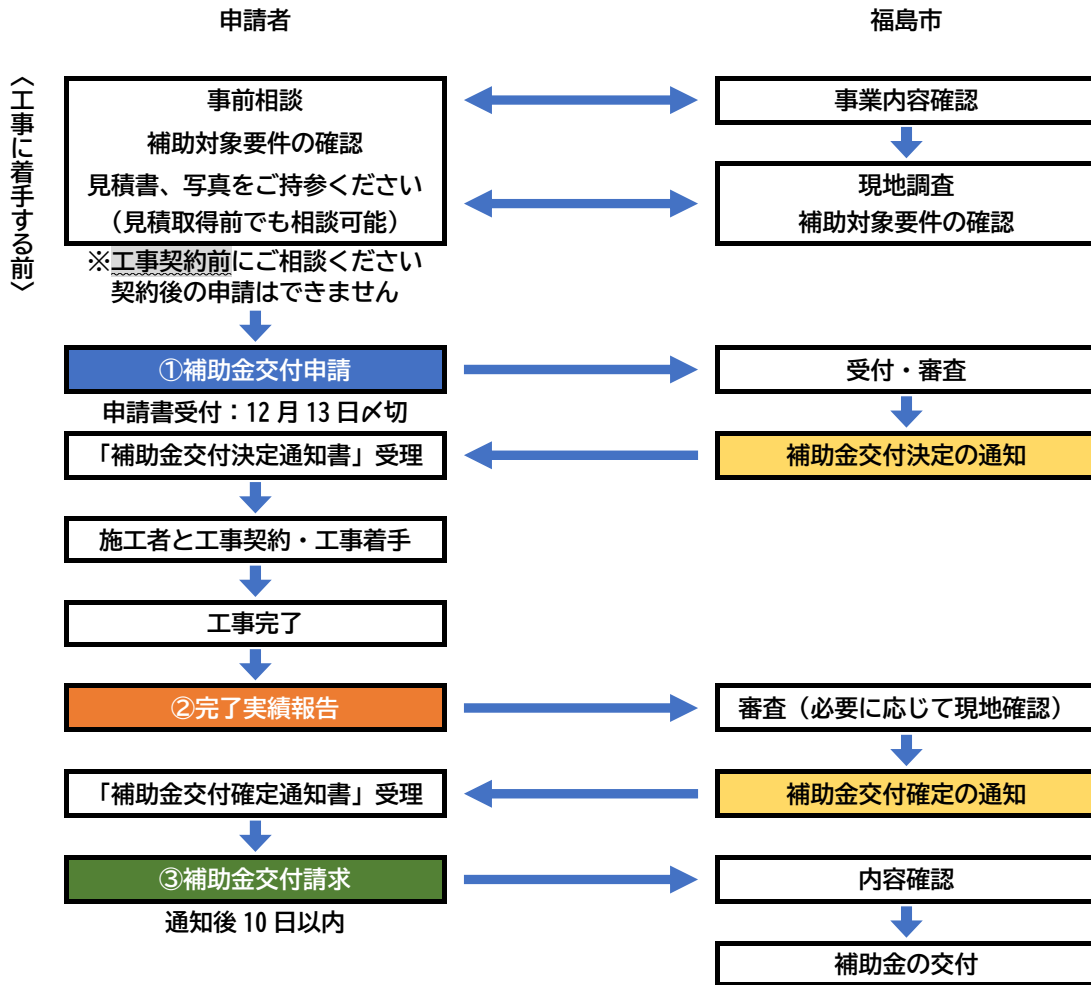 申請者
福島市
〈工事に着手する前〉
事前相談
補助対象要件の確認
見積書、写真をご持参ください
（見積取得前でも相談可能）
事業内容確認
現地調査
補助対象要件の確認
※工事契約前にご相談ください
契約後の申請はできません
①補助金交付申請
受付・審査
申請書受付：12月13日〆切
「補助金交付決定通知書」受理
補助金交付決定の通知
施工者と工事契約・工事着手
工事完了
②完了実績報告
審査（必要に応じて現地確認）
「補助金交付確定通知書」受理
補助金交付確定の通知
③補助金交付請求
内容確認
通知後10日以内
補助金の交付